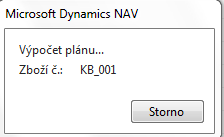 Microsoft Dynamics NAV
Výpočet plánu...
Zboží č.: KB_001
Storno